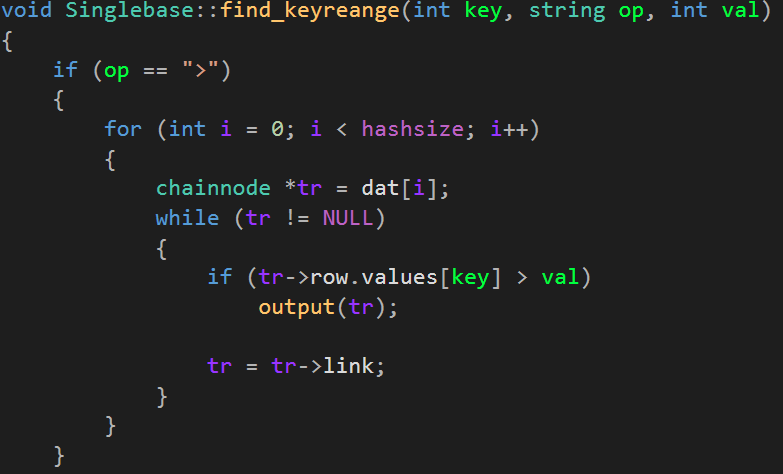 void Singlebase::find_keyreange(int key, string op, int val)
{
    if (op == ">")
    {
        for (int i = 0; i < hashsize; i++)
        {
            chainnode *tr = dat[i];
            while (tr != NULL)
            {
                if (tr->row.values[key] > val)
                    output(tr);

                tr = tr->link;
            }
        }
    }